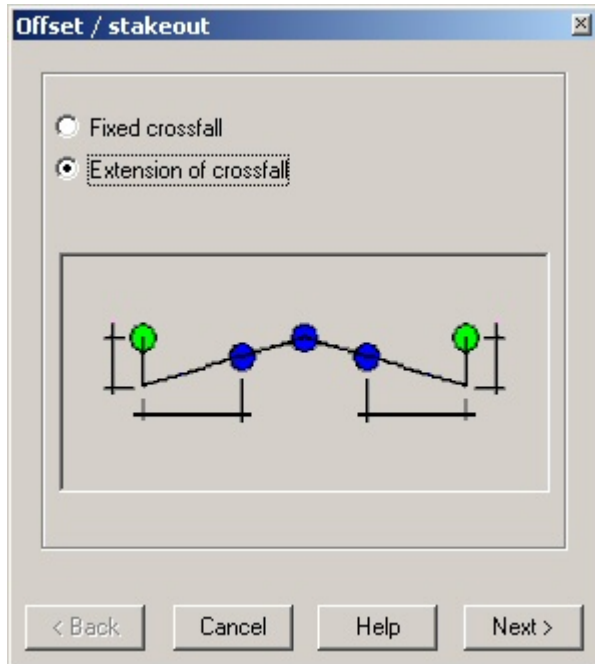 Offset / stakeout
Fixed crossfall
Extension of crossfall
< Back Cancel Help Next >